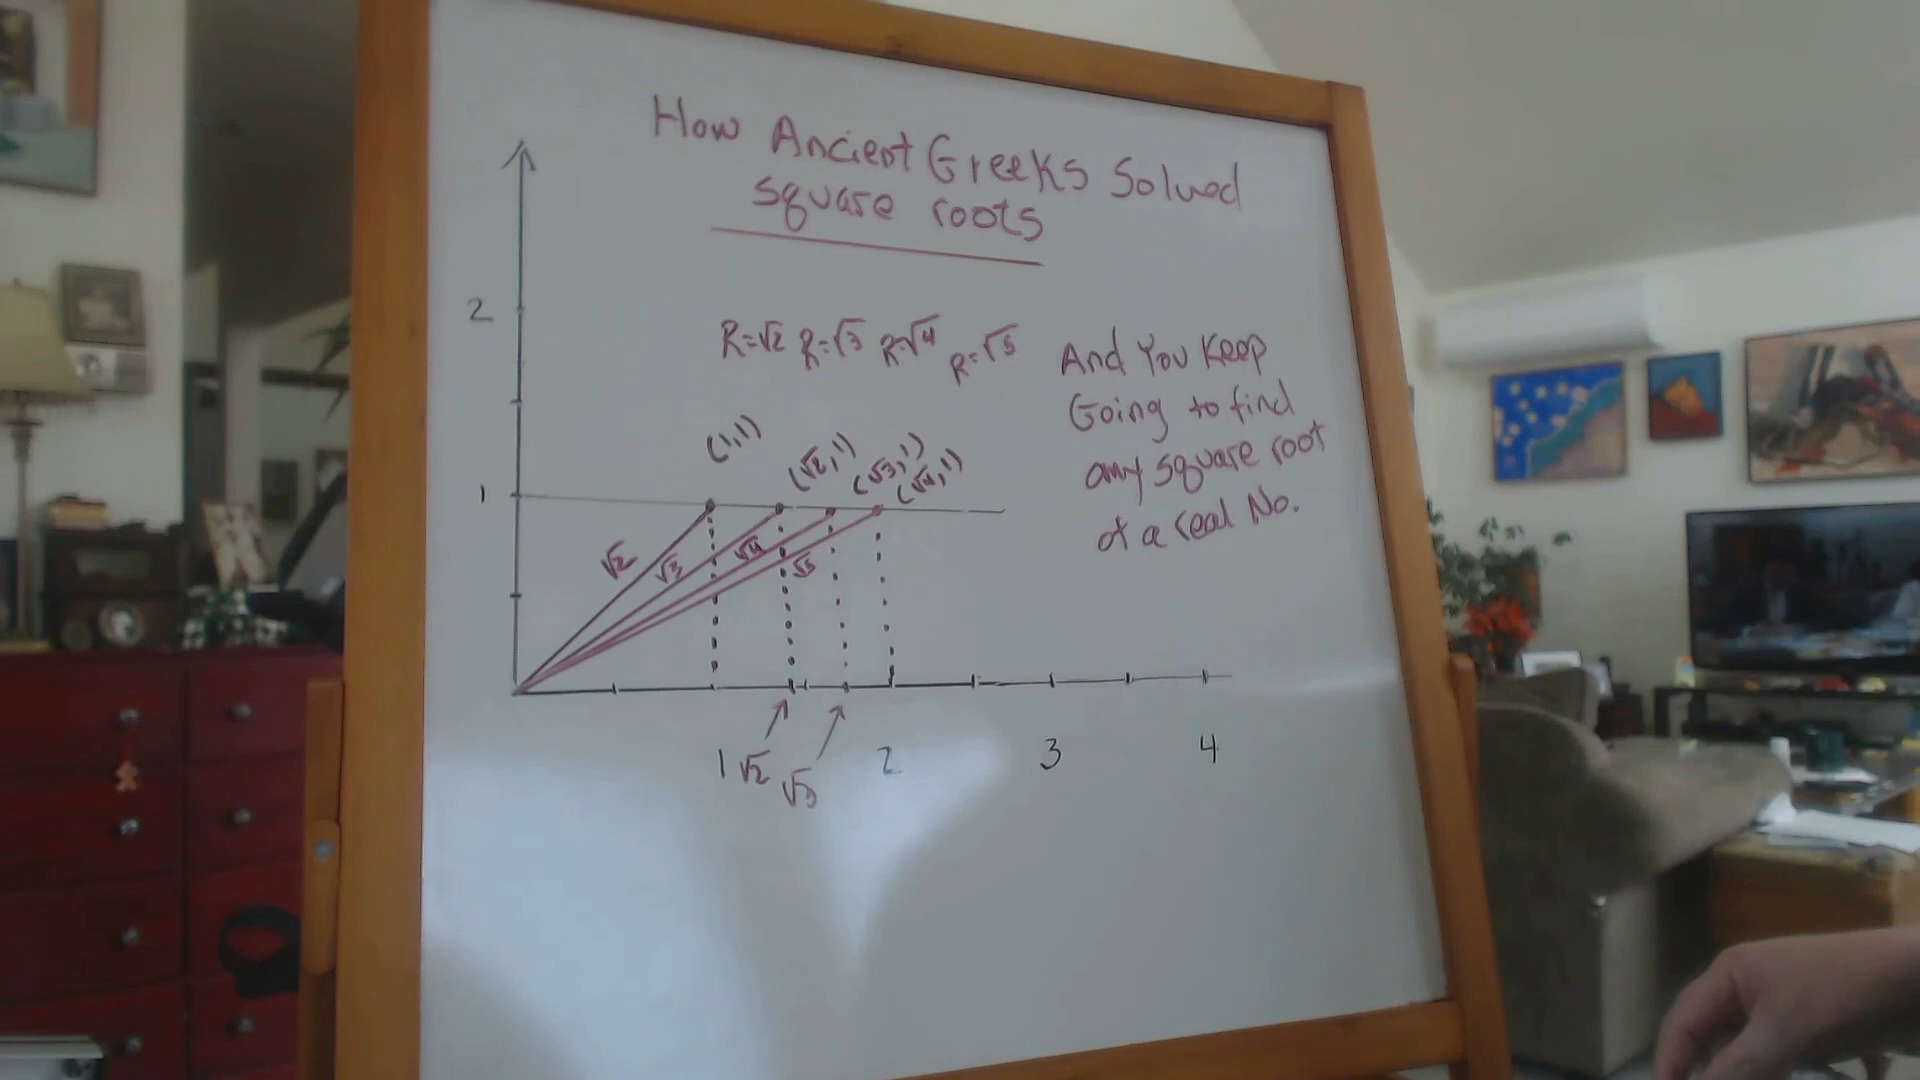 How Ancient Greeks Solved
square roots
2
R=√2 R=√3 R=√4 R=√5
And You Keep
Going to find
any square root
of a real No.
(1,1) (√2,1) (√3,1) (√4,1)
1
√2 √3 √4 √5
1 √2 √3 2 3 4